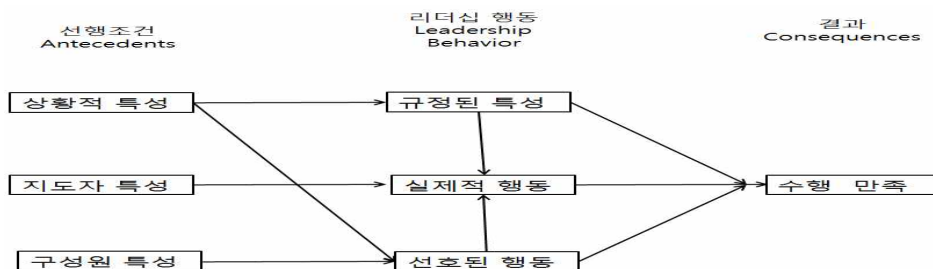 선행조건
Antecedents
리더십 행동
Leadership
Behavior
결과
Consequences
상황적 특성
규정된 특성
지도자 특성
실제적 행동
수행 만족
구성원 특성
선호된 행동